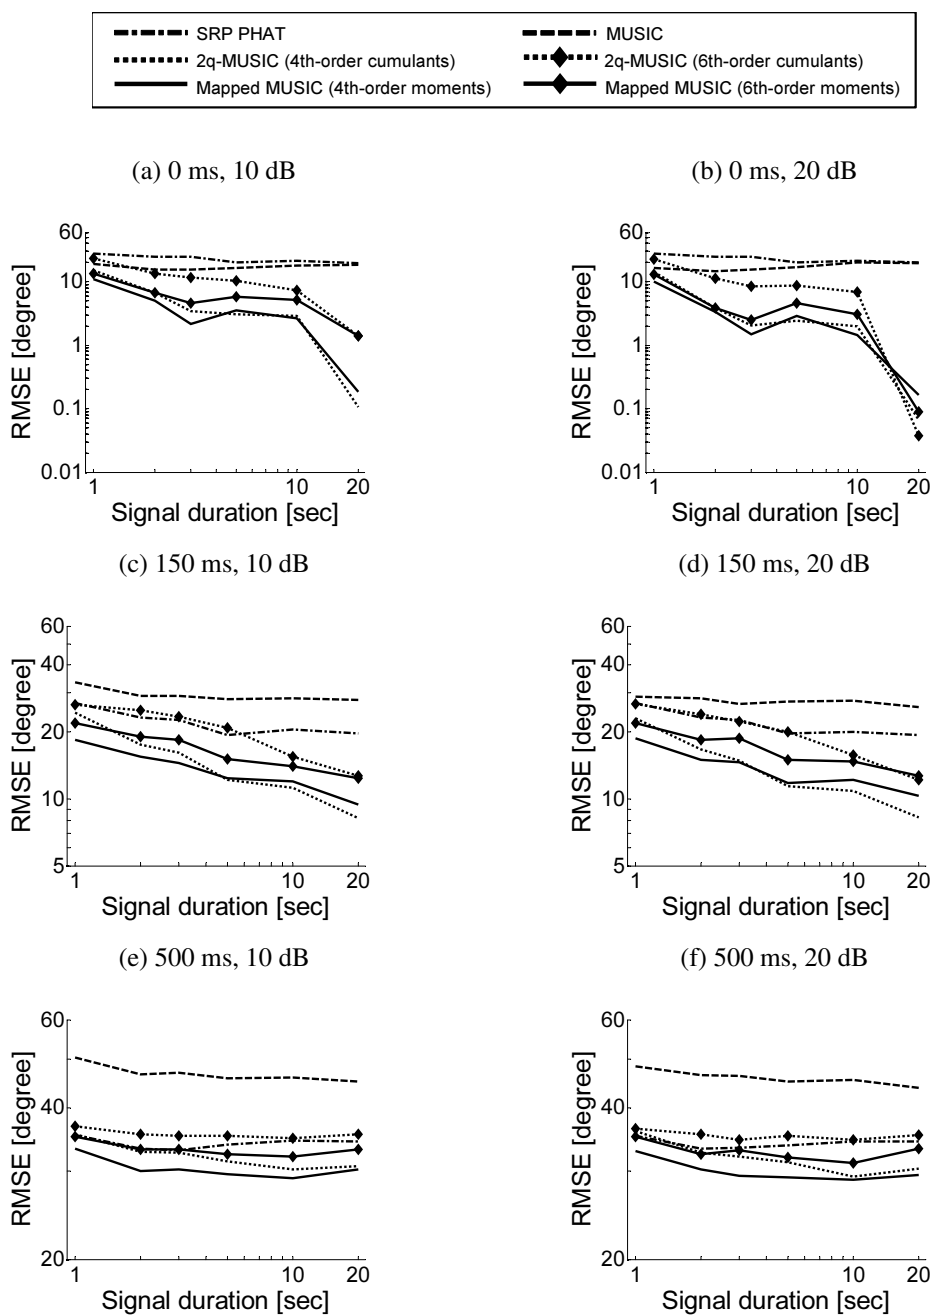 SRP PHAT
MUSIC
2q-MUSIC (4th-order cumulants)
2q-MUSIC (6th-order cumulants)
Mapped MUSIC (4th-order moments)
Mapped MUSIC (6th-order moments)
(a) 0 ms, 10 dB
60
10
1
0.1
0.01
RMSE [degree]
1
10
20
Signal duration [sec]
(b) 0 ms, 20 dB
60
10
1
0.1
0.01
RMSE [degree]
1
10
20
Signal duration [sec]
(c) 150 ms, 10 dB
60
40
20
10
5
RMSE [degree]
1
10
20
Signal duration [sec]
(d) 150 ms, 20 dB
60
40
20
10
5
RMSE [degree]
1
10
20
Signal duration [sec]
(e) 500 ms, 10 dB
60
40
20
RMSE [degree]
1
10
20
Signal duration [sec]
(f) 500 ms, 20 dB
60
40
20
RMSE [degree]
1
10
20
Signal duration [sec]